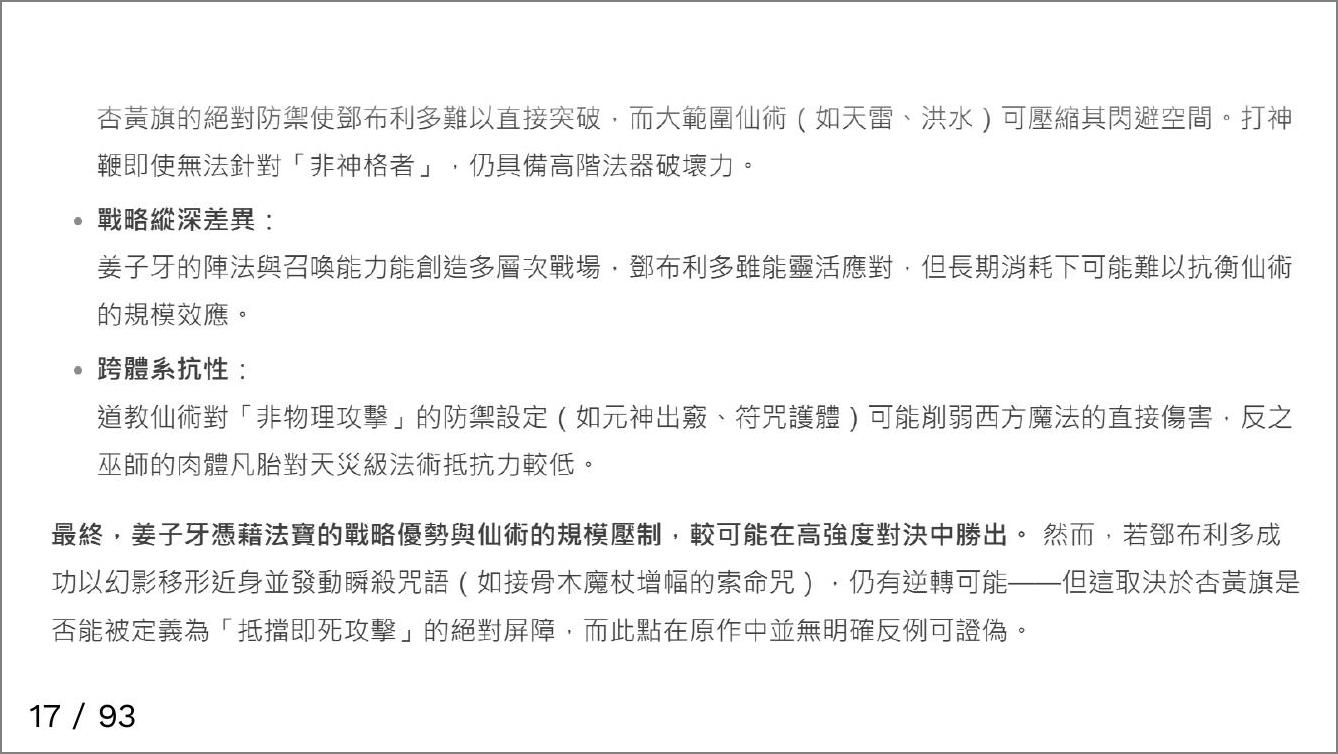 杏黃旗的絕對防禦使鄧布利多難以直接突破，而大範圍仙術（如天雷、洪水）可壓縮其閃避空間。打神
鞭即使無法針對「非神格者」，仍具備高階法器破壞力。
• 戰略縱深差異：
姜子牙的陣法與召喚能力能創造多層次戰場，鄧布利多雖能靈活應對，但長期消耗下可能難以抗衡仙術
的規模效應。
• 跨體系抗性：
道教仙術對「非物理攻擊」的防禦設定（如元神出竅、符咒護體）可能削弱西方魔法的直接傷害，反之
巫師的肉體凡胎對天災級法術抵抗力較低。
最終，姜子牙憑藉法寶的戰略優勢與仙術的規模壓制，較可能在高強度對決中勝出。 然而，若鄧布利多成
功以幻影移形近身並發動瞬殺咒語（如接骨木魔杖增幅的索命咒），仍有逆轉可能——但這取決於杏黃旗是
否能被定義為「抵擋即死攻擊」的絕對屏障，而此點在原作中並無明確反例可證偽。
17 / 93